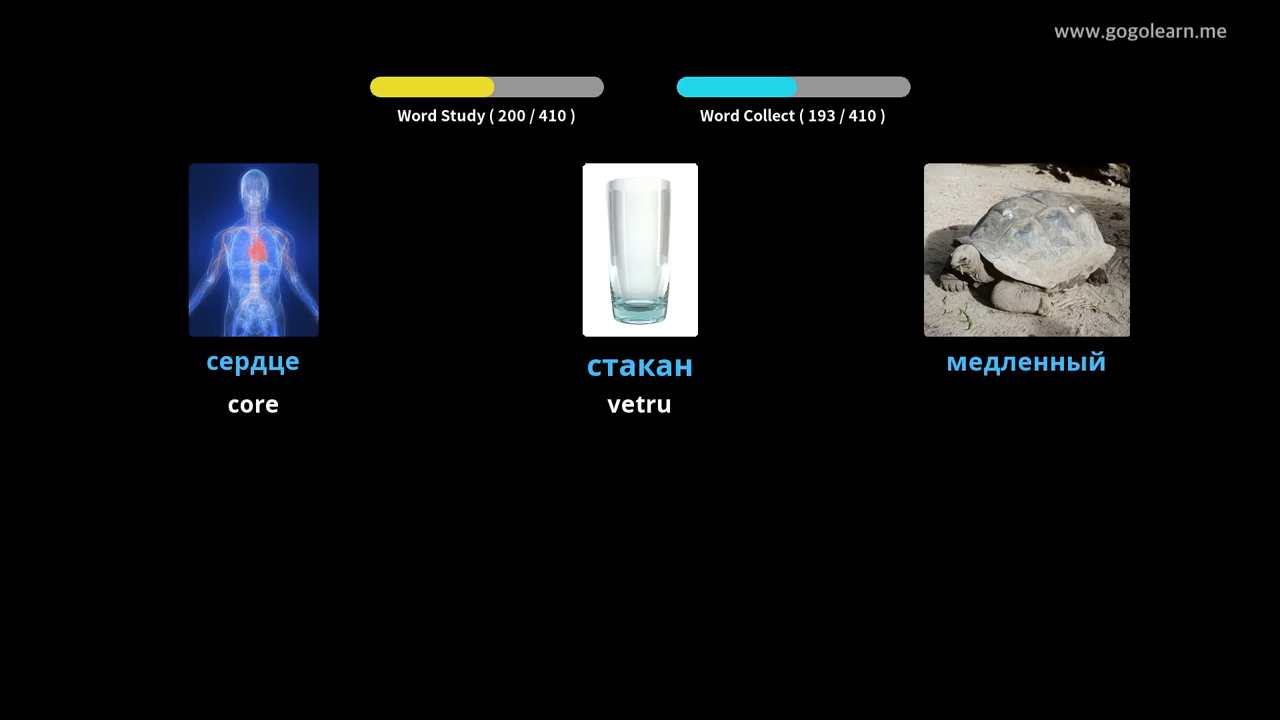 www.gogolearn.me
Word Study ( 200 / 410 )
Word Collect ( 193 / 410 )
сердце
стакан
медленный
core
vetru